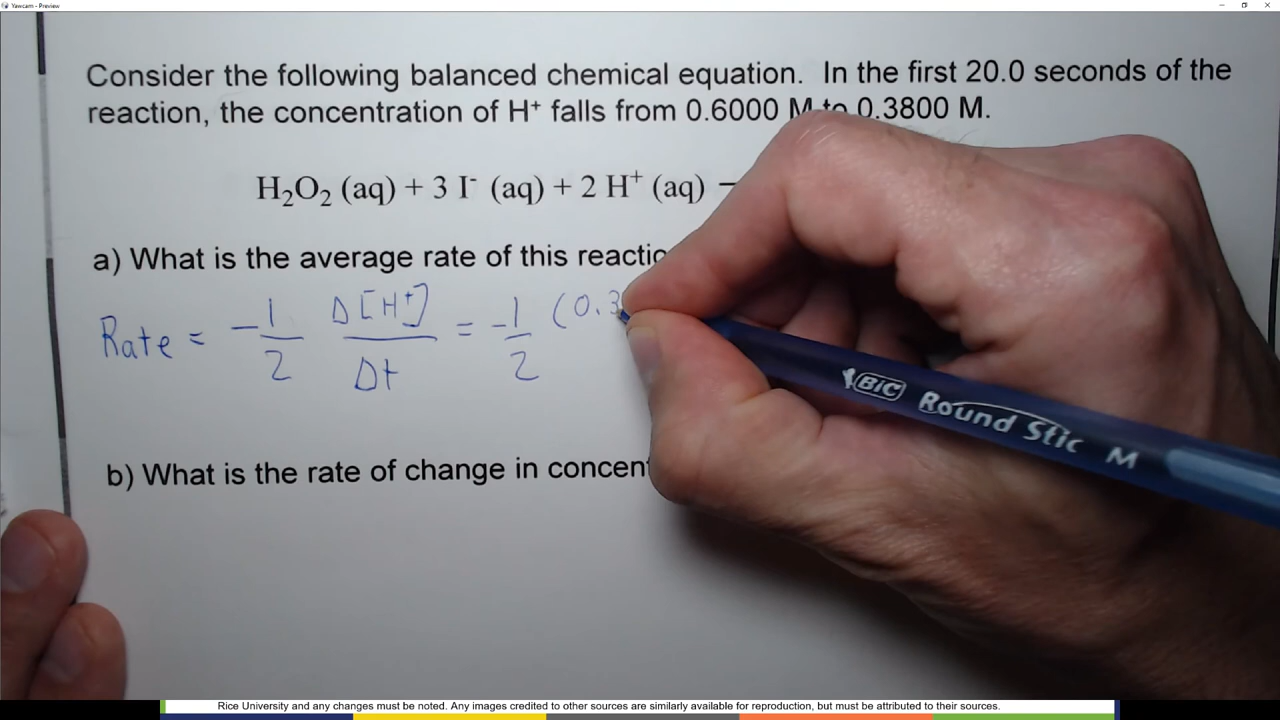 Yawcam - Preview
Consider the following balanced chemical equation. In the first 20.0 seconds of the
reaction, the concentration of H⁺ falls from 0.6000 M to 0.3800 M.
H₂O₂ (aq) + 3 I⁻ (aq) + 2 H⁺ (aq)
a) What is the average rate of this
Rate = -1/2 Δ[H⁺]/Δt = -1/2 (0.3
b) What is the rate of change in
BIC Round Stic M
Rice University and any changes must be noted. Any images credited to other sources are similarly available for reproduction, but must be attributed to their sources.